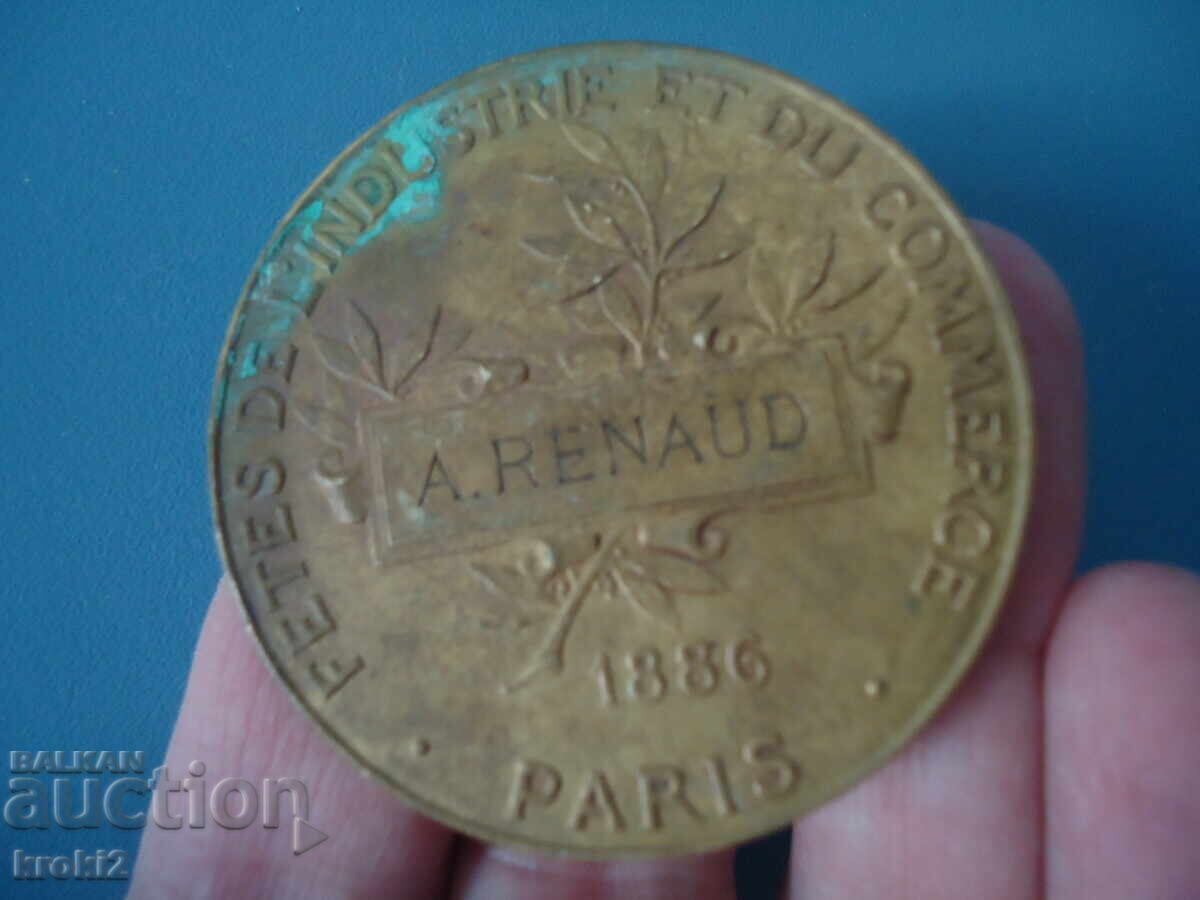 FETES DE L'INDUSTRIE ET DU COMMERCE
A. RENAUD
1886
· PARIS ·
BALKAN
auction
kroki2